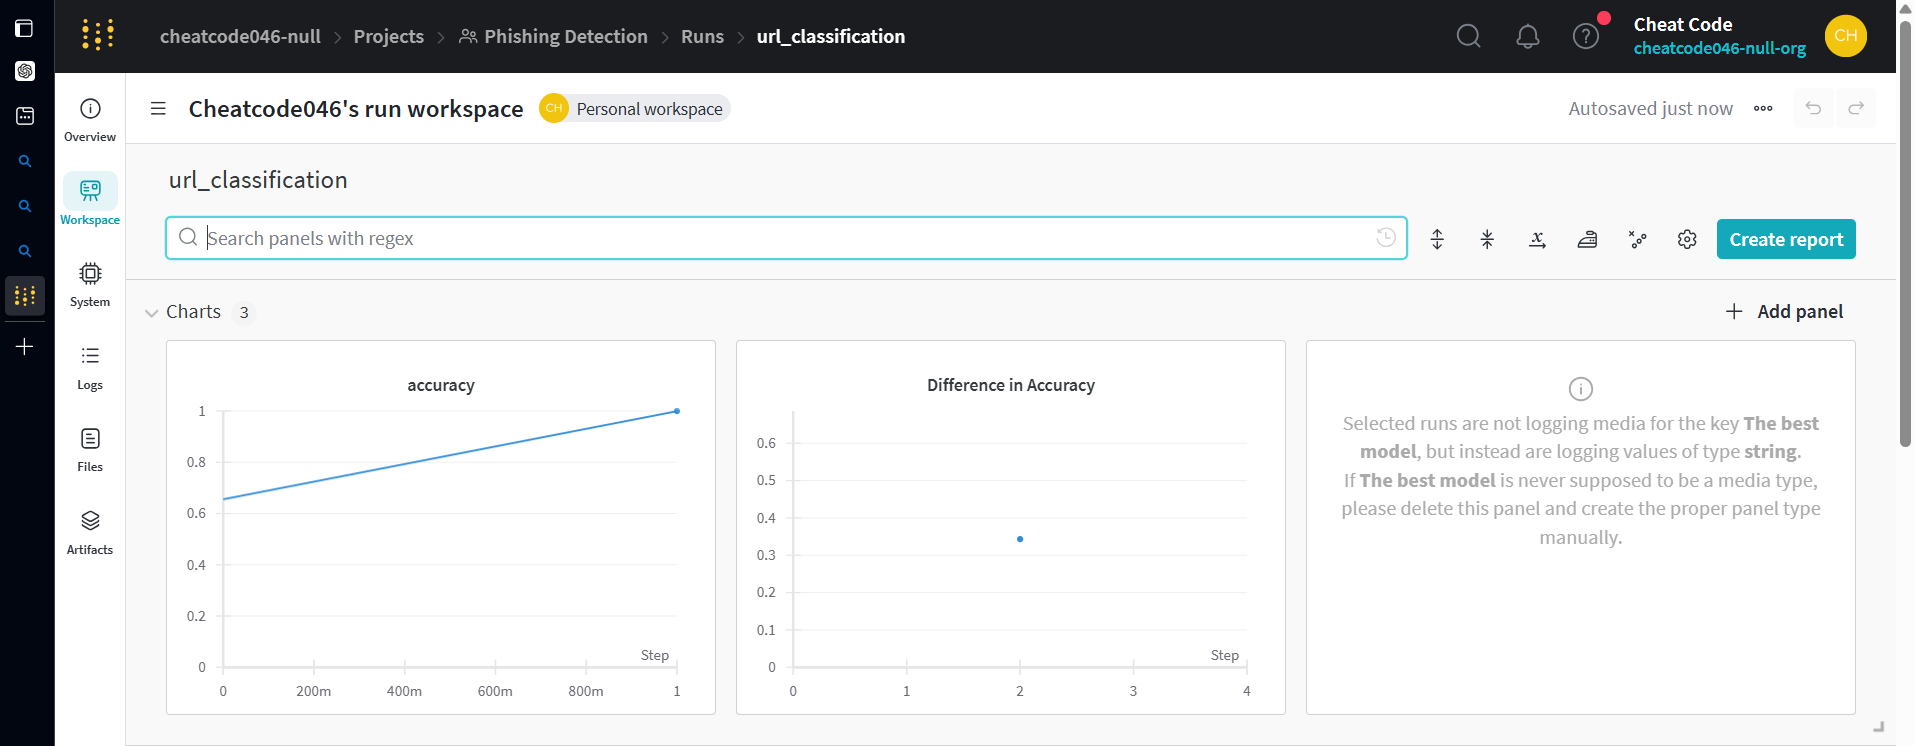 cheatcode046-null > Projects > Phishing Detection > Runs > url_classification
Cheat Code
cheatcode046-null-org
CH
Overview
Workspace
System
Logs
Files
Artifacts
Cheatcode046's run workspace
CH Personal workspace
Autosaved just now
url_classification
Search panels with regex
Create report
Charts 3
Add panel
accuracy
1
0.8
0.6
0.4
0.2
0
Step
0 200m 400m 600m 800m 1
Difference in Accuracy
0.6
0.5
0.4
0.3
0.2
0.1
0
Step
0 1 2 3 4
Selected runs are not logging media for the key The best
model, but instead are logging values of type string.
If The best model is never supposed to be a media type,
please delete this panel and create the proper panel type
manually.